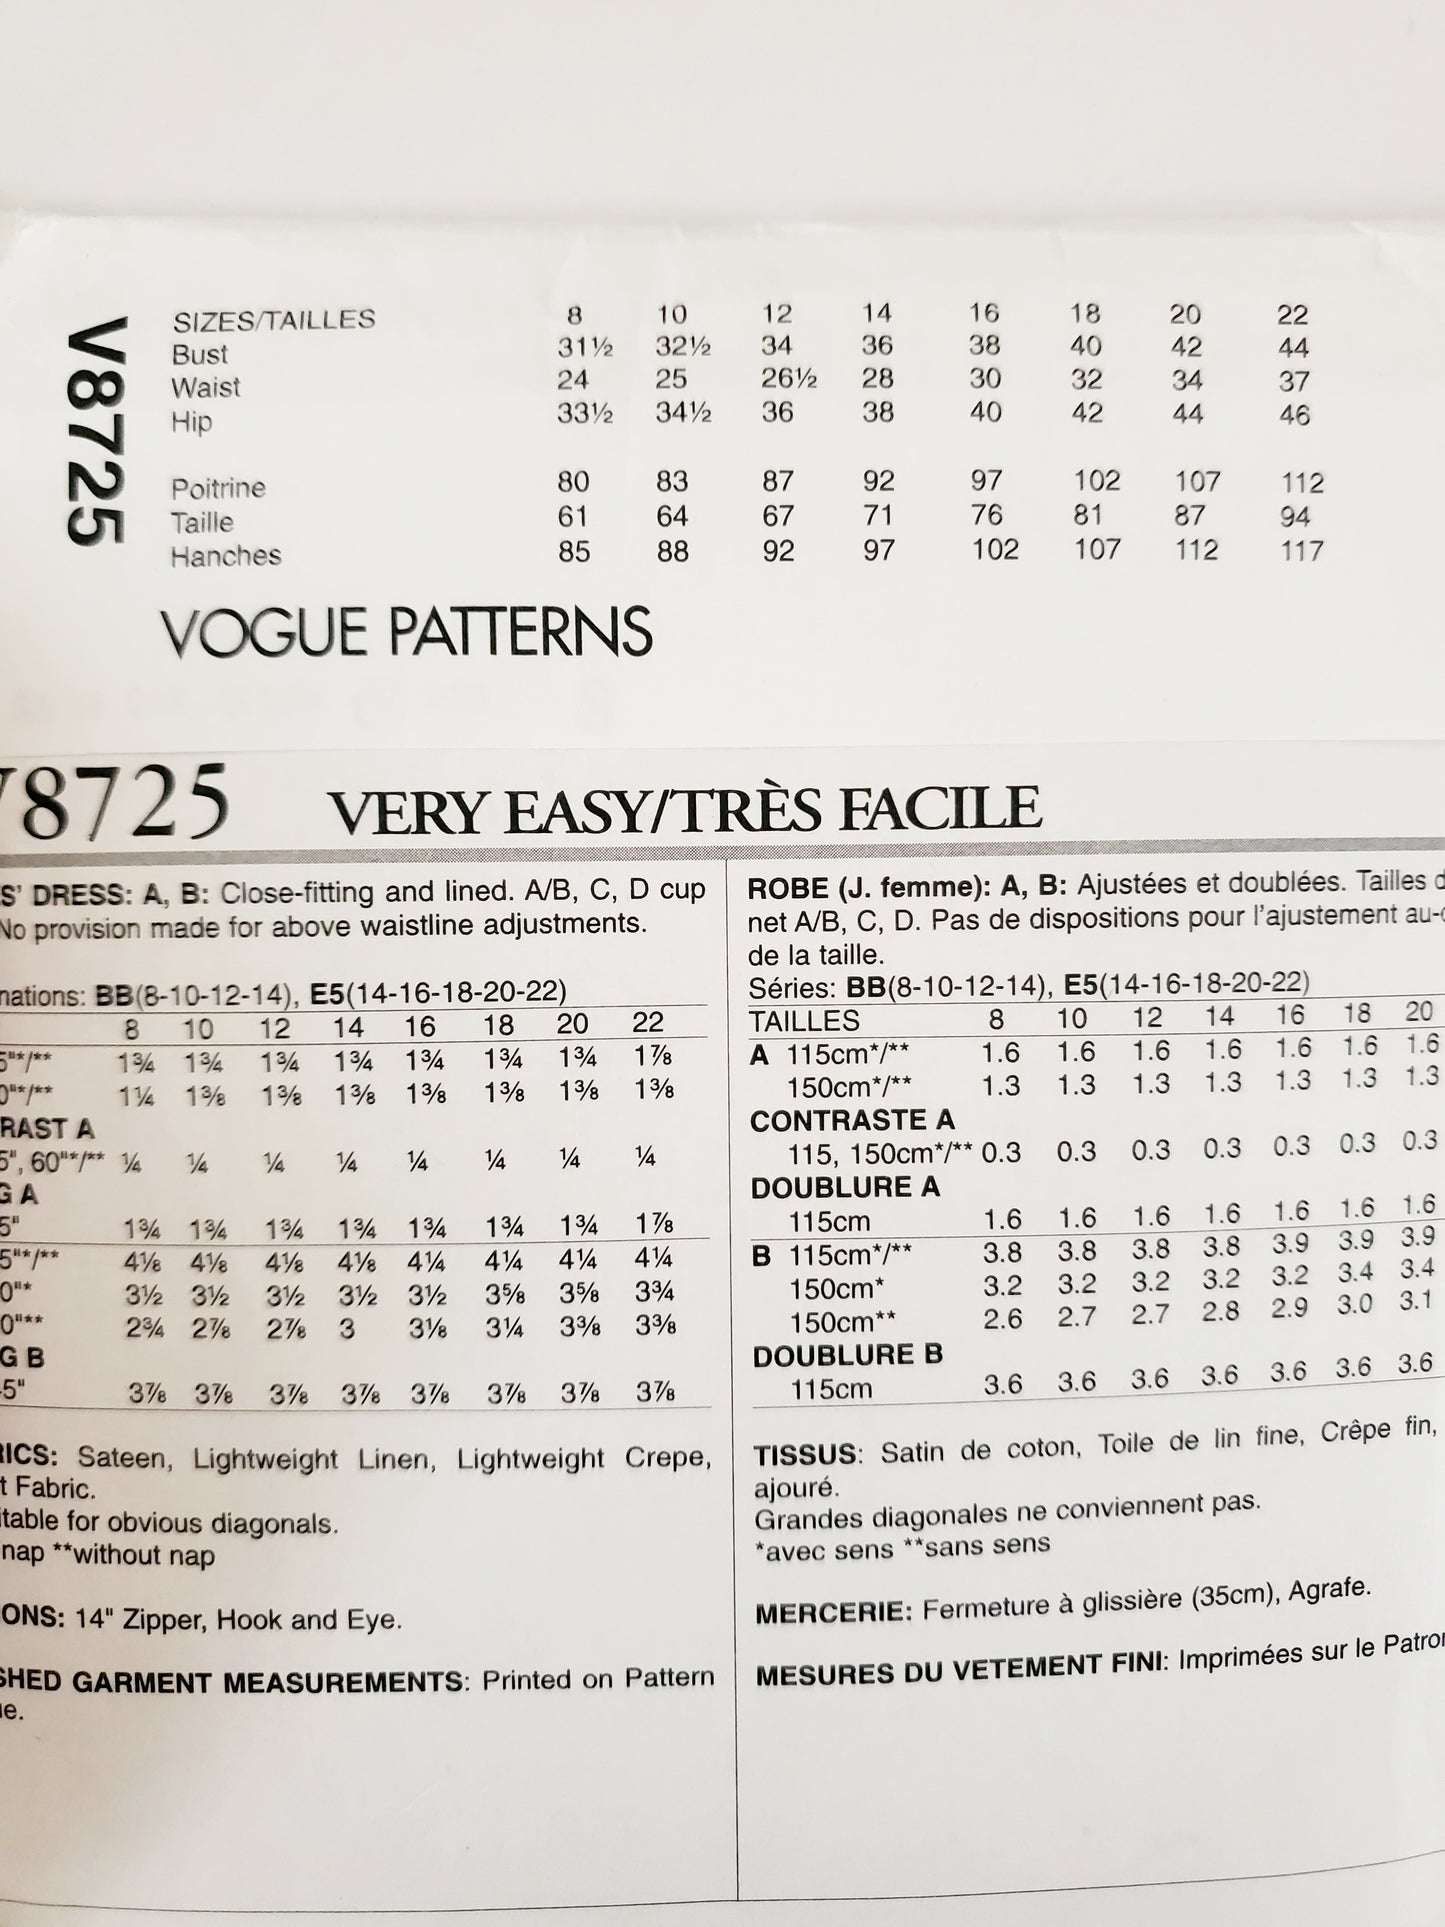 V8725
SIZES/TAILLES 8 10 12 14 16 18 20 22
Bust 31½ 32½ 34 36 38 40 42 44
Waist 24 25 26½ 28 30 32 34 37
Hip 33½ 34½ 36 38 40 42 44 46
Poitrine 80 83 87 92 97 102 107 112
Taille 61 64 67 71 76 81 87 94
Hanches 85 88 92 97 102 107 112 117
VOGUE PATTERNS
V8725 VERY EASY/TRÈS FACILE
S' DRESS: A, B: Close-fitting and lined. A/B, C, D cup
No provision made for above waistline adjustments.
nations: BB(8-10-12-14), E5(14-16-18-20-22)
8 10 12 14 16 18 20 22
5"*/** 1¾ 1¾ 1¾ 1¾ 1¾ 1¾ 1¾ 1⅞
0"*/** 1¼ 1⅜ 1⅜ 1⅜ 1⅜ 1⅜ 1⅜ 1⅜
RAST A
5", 60"*/** ¼ ¼ ¼ ¼ ¼ ¼ ¼ ¼
G A
5" 1¾ 1¾ 1¾ 1¾ 1¾ 1¾ 1¾ 1⅞
5"*/** 4⅛ 4⅛ 4⅛ 4⅛ 4¼ 4¼ 4¼ 4¼
0"* 3½ 3½ 3½ 3½ 3½ 3⅝ 3⅝ 3¾
0"** 2¾ 2⅞ 2⅞ 3 3⅛ 3¼ 3⅜ 3⅜
G B
5" 3⅞ 3⅞ 3⅞ 3⅞ 3⅞ 3⅞ 3⅞ 3⅞
RICS: Sateen, Lightweight Linen, Lightweight Crepe,
t Fabric.
itable for obvious diagonals.
nap **without nap
ONS: 14" Zipper, Hook and Eye.
SHED GARMENT MEASUREMENTS: Printed on Pattern
e.
ROBE (J. femme): A, B: Ajustées et doublées. Tailles d
net A/B, C, D. Pas de dispositions pour l'ajustement au-
de la taille.
Séries: BB(8-10-12-14), E5(14-16-18-20-22)
TAILLES 8 10 12 14 16 18 20
A 115cm*/** 1.6 1.6 1.6 1.6 1.6 1.6 1.6
150cm*/** 1.3 1.3 1.3 1.3 1.3 1.3 1.3
CONTRASTE A
115, 150cm*/** 0.3 0.3 0.3 0.3 0.3 0.3 0.3
DOUBLURE A
115cm 1.6 1.6 1.6 1.6 1.6 1.6 1.6
B 115cm*/** 3.8 3.8 3.8 3.8 3.9 3.9 3.9
150cm* 3.2 3.2 3.2 3.2 3.2 3.4 3.4
150cm** 2.6 2.7 2.7 2.8 2.9 3.0 3.1
DOUBLURE B
115cm 3.6 3.6 3.6 3.6 3.6 3.6 3.6
TISSUS: Satin de coton, Toile de lin fine, Crêpe fin,
ajouré.
Grandes diagonales ne conviennent pas.
*avec sens **sans sens
MERCERIE: Fermeture à glissière (35cm), Agrafe.
MESURES DU VETEMENT FINI: Imprimées sur le Patron